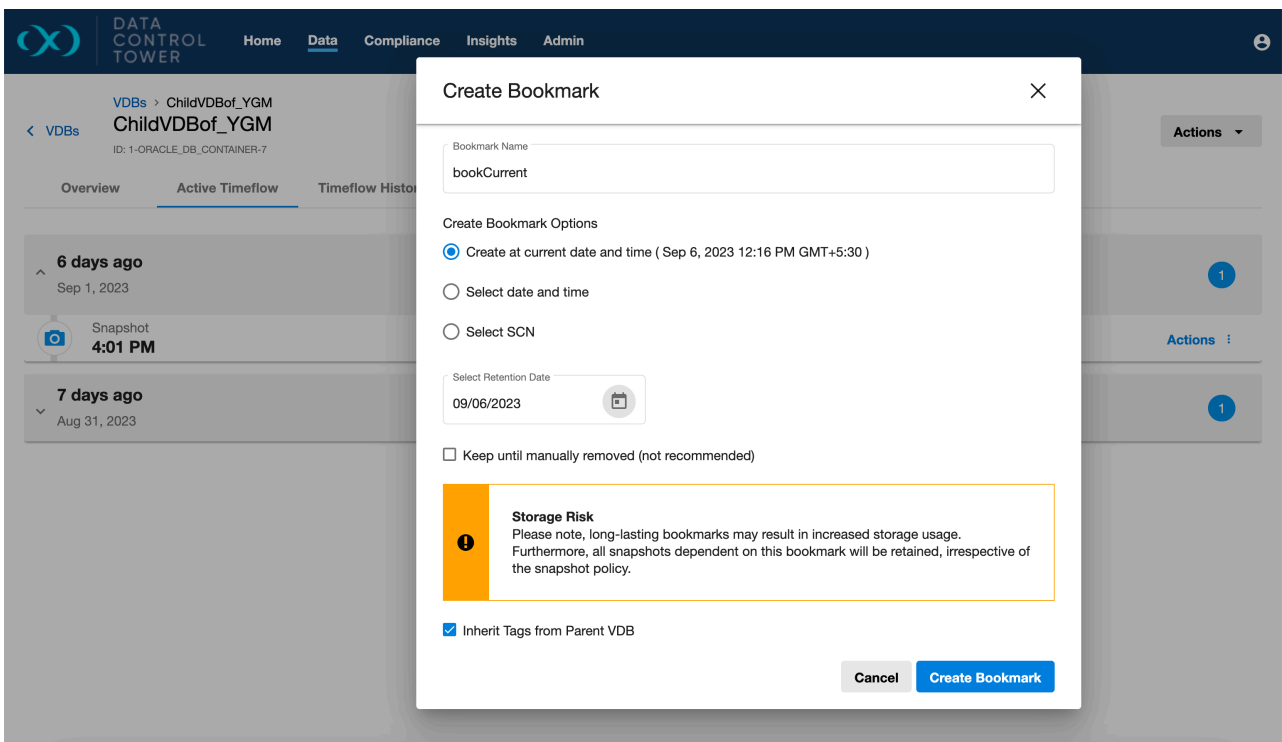 DATA
CONTROL
TOWER
Home Data Compliance Insights Admin
VDBs > ChildVDBof_YGM
VDBs
ChildVDBof_YGM
ID: 1-ORACLE_DB_CONTAINER-7
Actions
Overview Active Timeflow Timeflow Histor
6 days ago
Sep 1, 2023
1
Snapshot
4:01 PM
Actions
7 days ago
Aug 31, 2023
1
Create Bookmark
Bookmark Name
bookCurrent
Create Bookmark Options
Create at current date and time ( Sep 6, 2023 12:16 PM GMT+5:30 )
Select date and time
Select SCN
Select Retention Date
09/06/2023
Keep until manually removed (not recommended)
Storage Risk
Please note, long-lasting bookmarks may result in increased storage usage.
Furthermore, all snapshots dependent on this bookmark will be retained, irrespective of
the snapshot policy.
Inherit Tags from Parent VDB
Cancel Create Bookmark